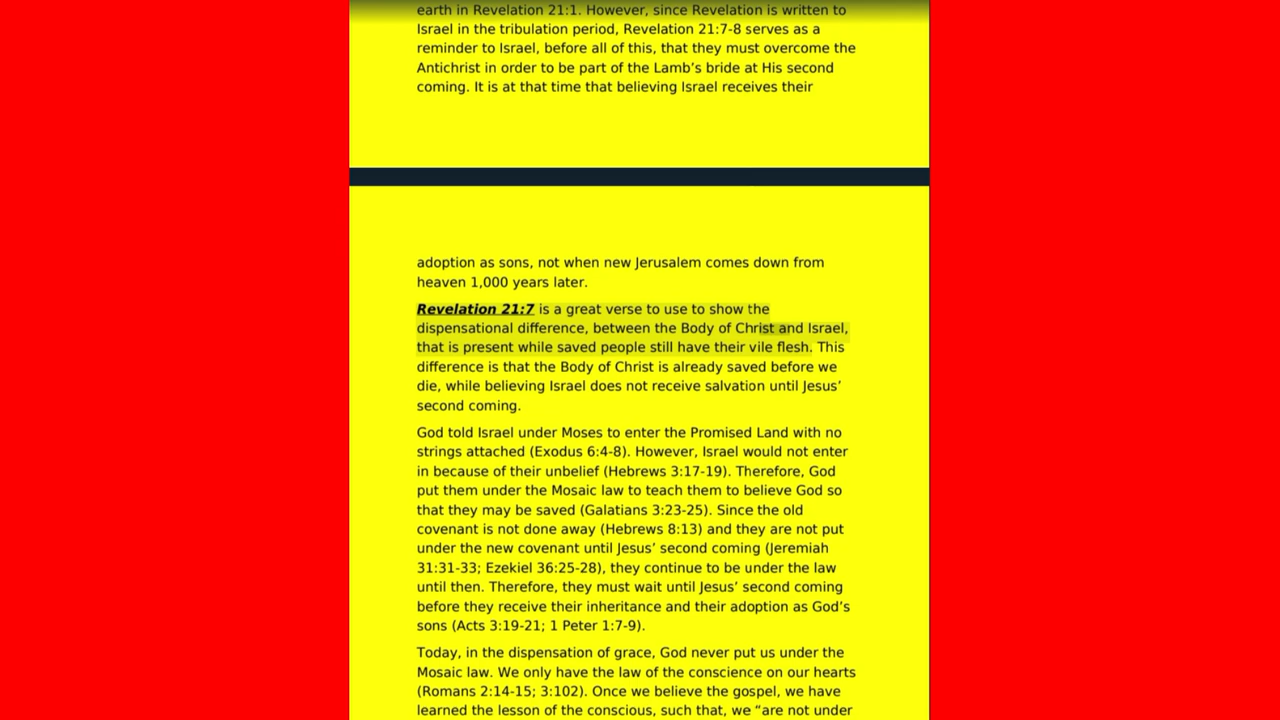 earth in Revelation 21:1. However, since Revelation is written to
Israel in the tribulation period, Revelation 21:7-8 serves as a
reminder to Israel, before all of this, that they must overcome the
Antichrist in order to be part of the Lamb’s bride at His second
coming. It is at that time that believing Israel receives their
adoption as sons, not when new Jerusalem comes down from
heaven 1,000 years later.
Revelation 21:7 is a great verse to use to show the
dispensational difference, between the Body of Christ and Israel,
that is present while saved people still have their vile flesh. This
difference is that the Body of Christ is already saved before we
die, while believing Israel does not receive salvation until Jesus’
second coming.
God told Israel under Moses to enter the Promised Land with no
strings attached (Exodus 6:4-8). However, Israel would not enter
in because of their unbelief (Hebrews 3:17-19). Therefore, God
put them under the Mosaic law to teach them to believe God so
that they may be saved (Galatians 3:23-25). Since the old
covenant is not done away (Hebrews 8:13) and they are not put
under the new covenant until Jesus’ second coming (Jeremiah
31:31-33; Ezekiel 36:25-28), they continue to be under the law
until then. Therefore, they must wait until Jesus’ second coming
before they receive their inheritance and their adoption as God’s
sons (Acts 3:19-21; 1 Peter 1:7-9).
Today, in the dispensation of grace, God never put us under the
Mosaic law. We only have the law of the conscience on our hearts
(Romans 2:14-15; 3:102). Once we believe the gospel, we have
learned the lesson of the conscious, such that, we “are not under